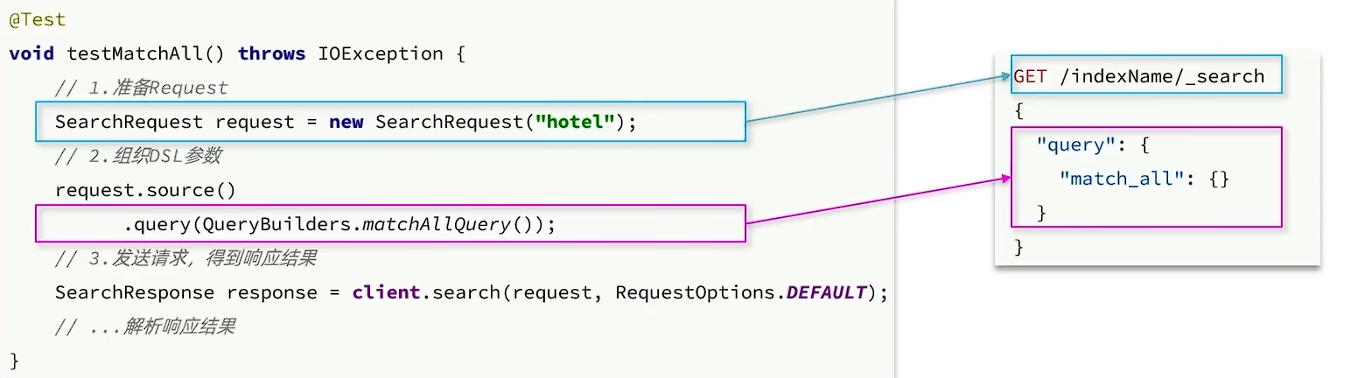 @Test
void testMatchAll() throws IOException {
    // 1.准备Request
    SearchRequest request = new SearchRequest("hotel");
    // 2.组织DSL参数
    request.source()
            .query(QueryBuilders.matchAllQuery());
    // 3.发送请求，得到响应结果
    SearchResponse response = client.search(request, RequestOptions.DEFAULT);
    // ...解析响应结果
}
GET /indexName/_search
{
  "query": {
    "match_all": {}
  }
}